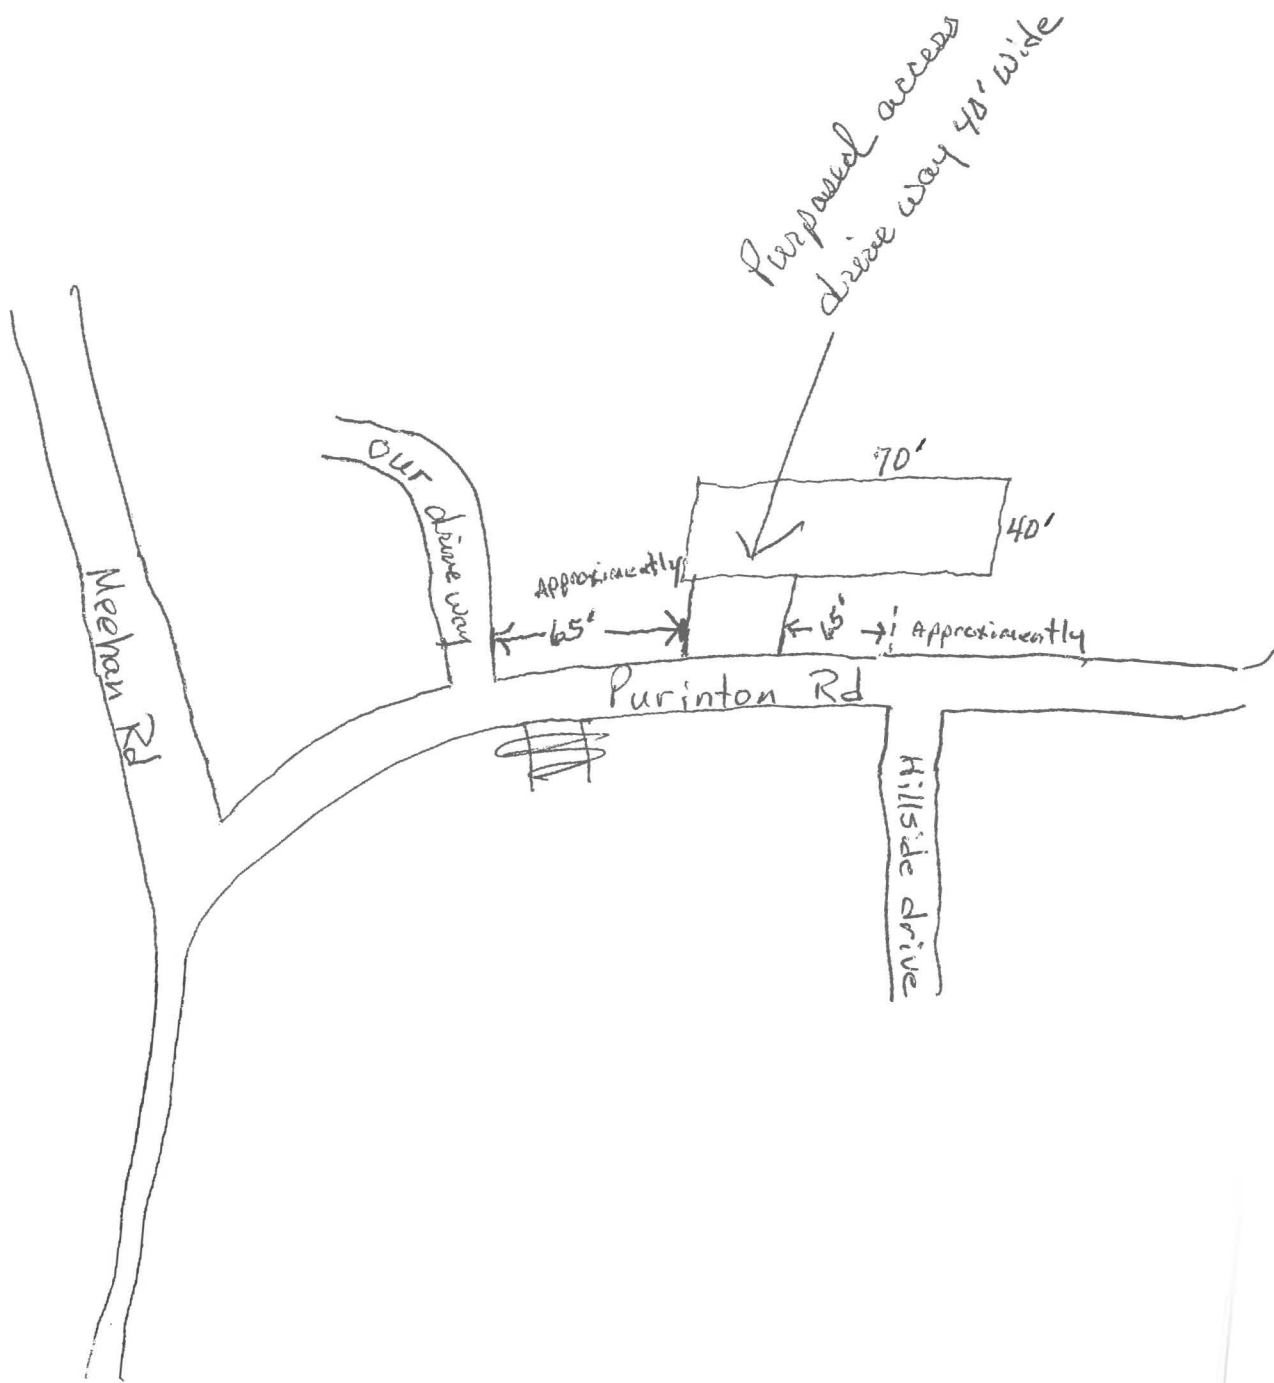 Purposed access
drive way 40' Wide
our drive way
70'
40'
Approximently
65'
Approximently
Meehan Rd
Purinton Rd
Hillside drive